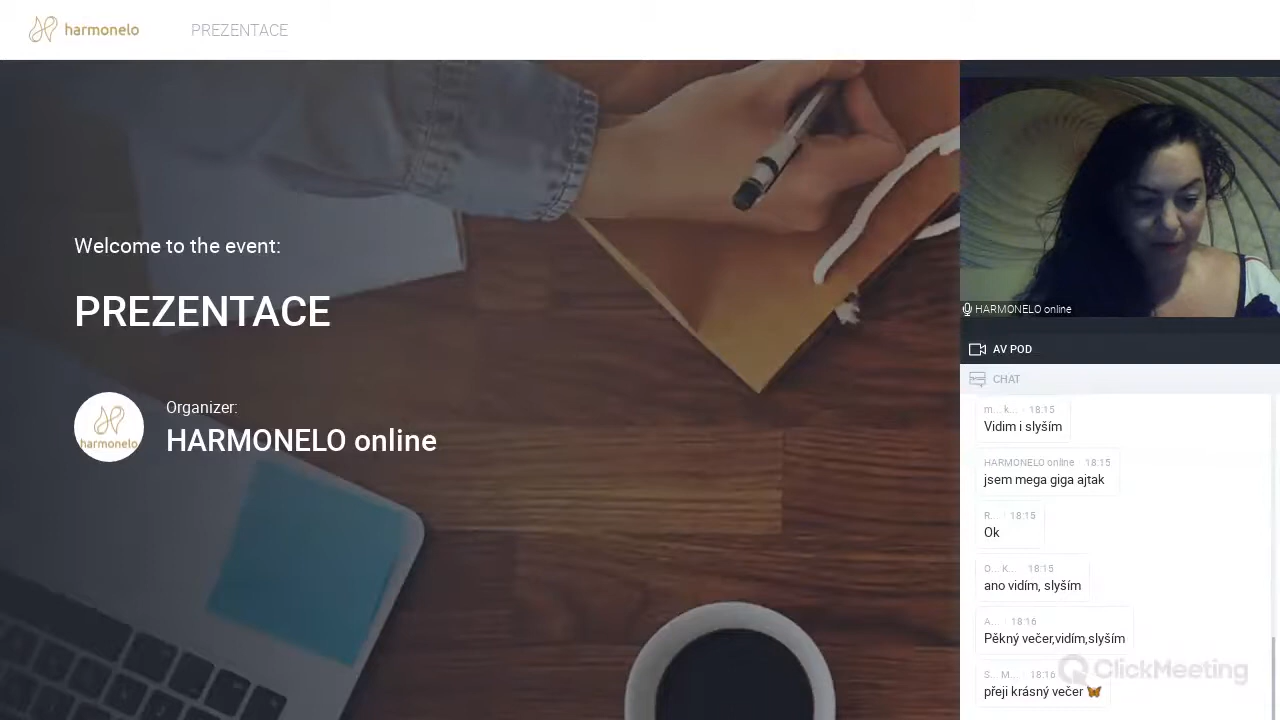 harmonelo
PREZENTACE
Welcome to the event:
PREZENTACE
harmonelo
Organizer:
HARMONELO online
HARMONELO online
AV POD
CHAT
m... k... · 18:15
Vidim i slyším
HARMONELO online · 18:15
jsem mega giga ajtak
R... · 18:15
Ok
O... K... · 18:15
ano vidím, slyším
A... · 18:16
Pěkný večer,vidím,slyším
S... M... · 18:16
přeji krásný večer 🦋
ClickMeeting